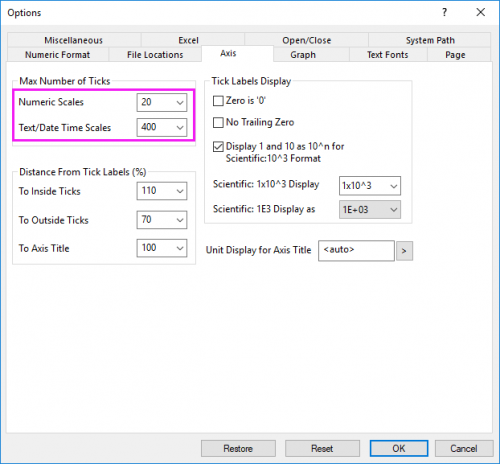 Options
? ×
Miscellaneous Excel Open/Close System Path
Numeric Format File Locations Axis Graph Text Fonts Page
Max Number of Ticks
Numeric Scales 20
Text/Date Time Scales 400
Distance From Tick Labels (%)
To Inside Ticks 110
To Outside Ticks 70
To Axis Title 100
Tick Labels Display
Zero is '0'
No Trailing Zero
Display 1 and 10 as 10^n for
Scientific:10^3 Format
Scientific: 1x10^3 Display 1x10^3
Scientific: 1E3 Display as 1E+03
Unit Display for Axis Title <auto> >
Restore Reset OK Cancel